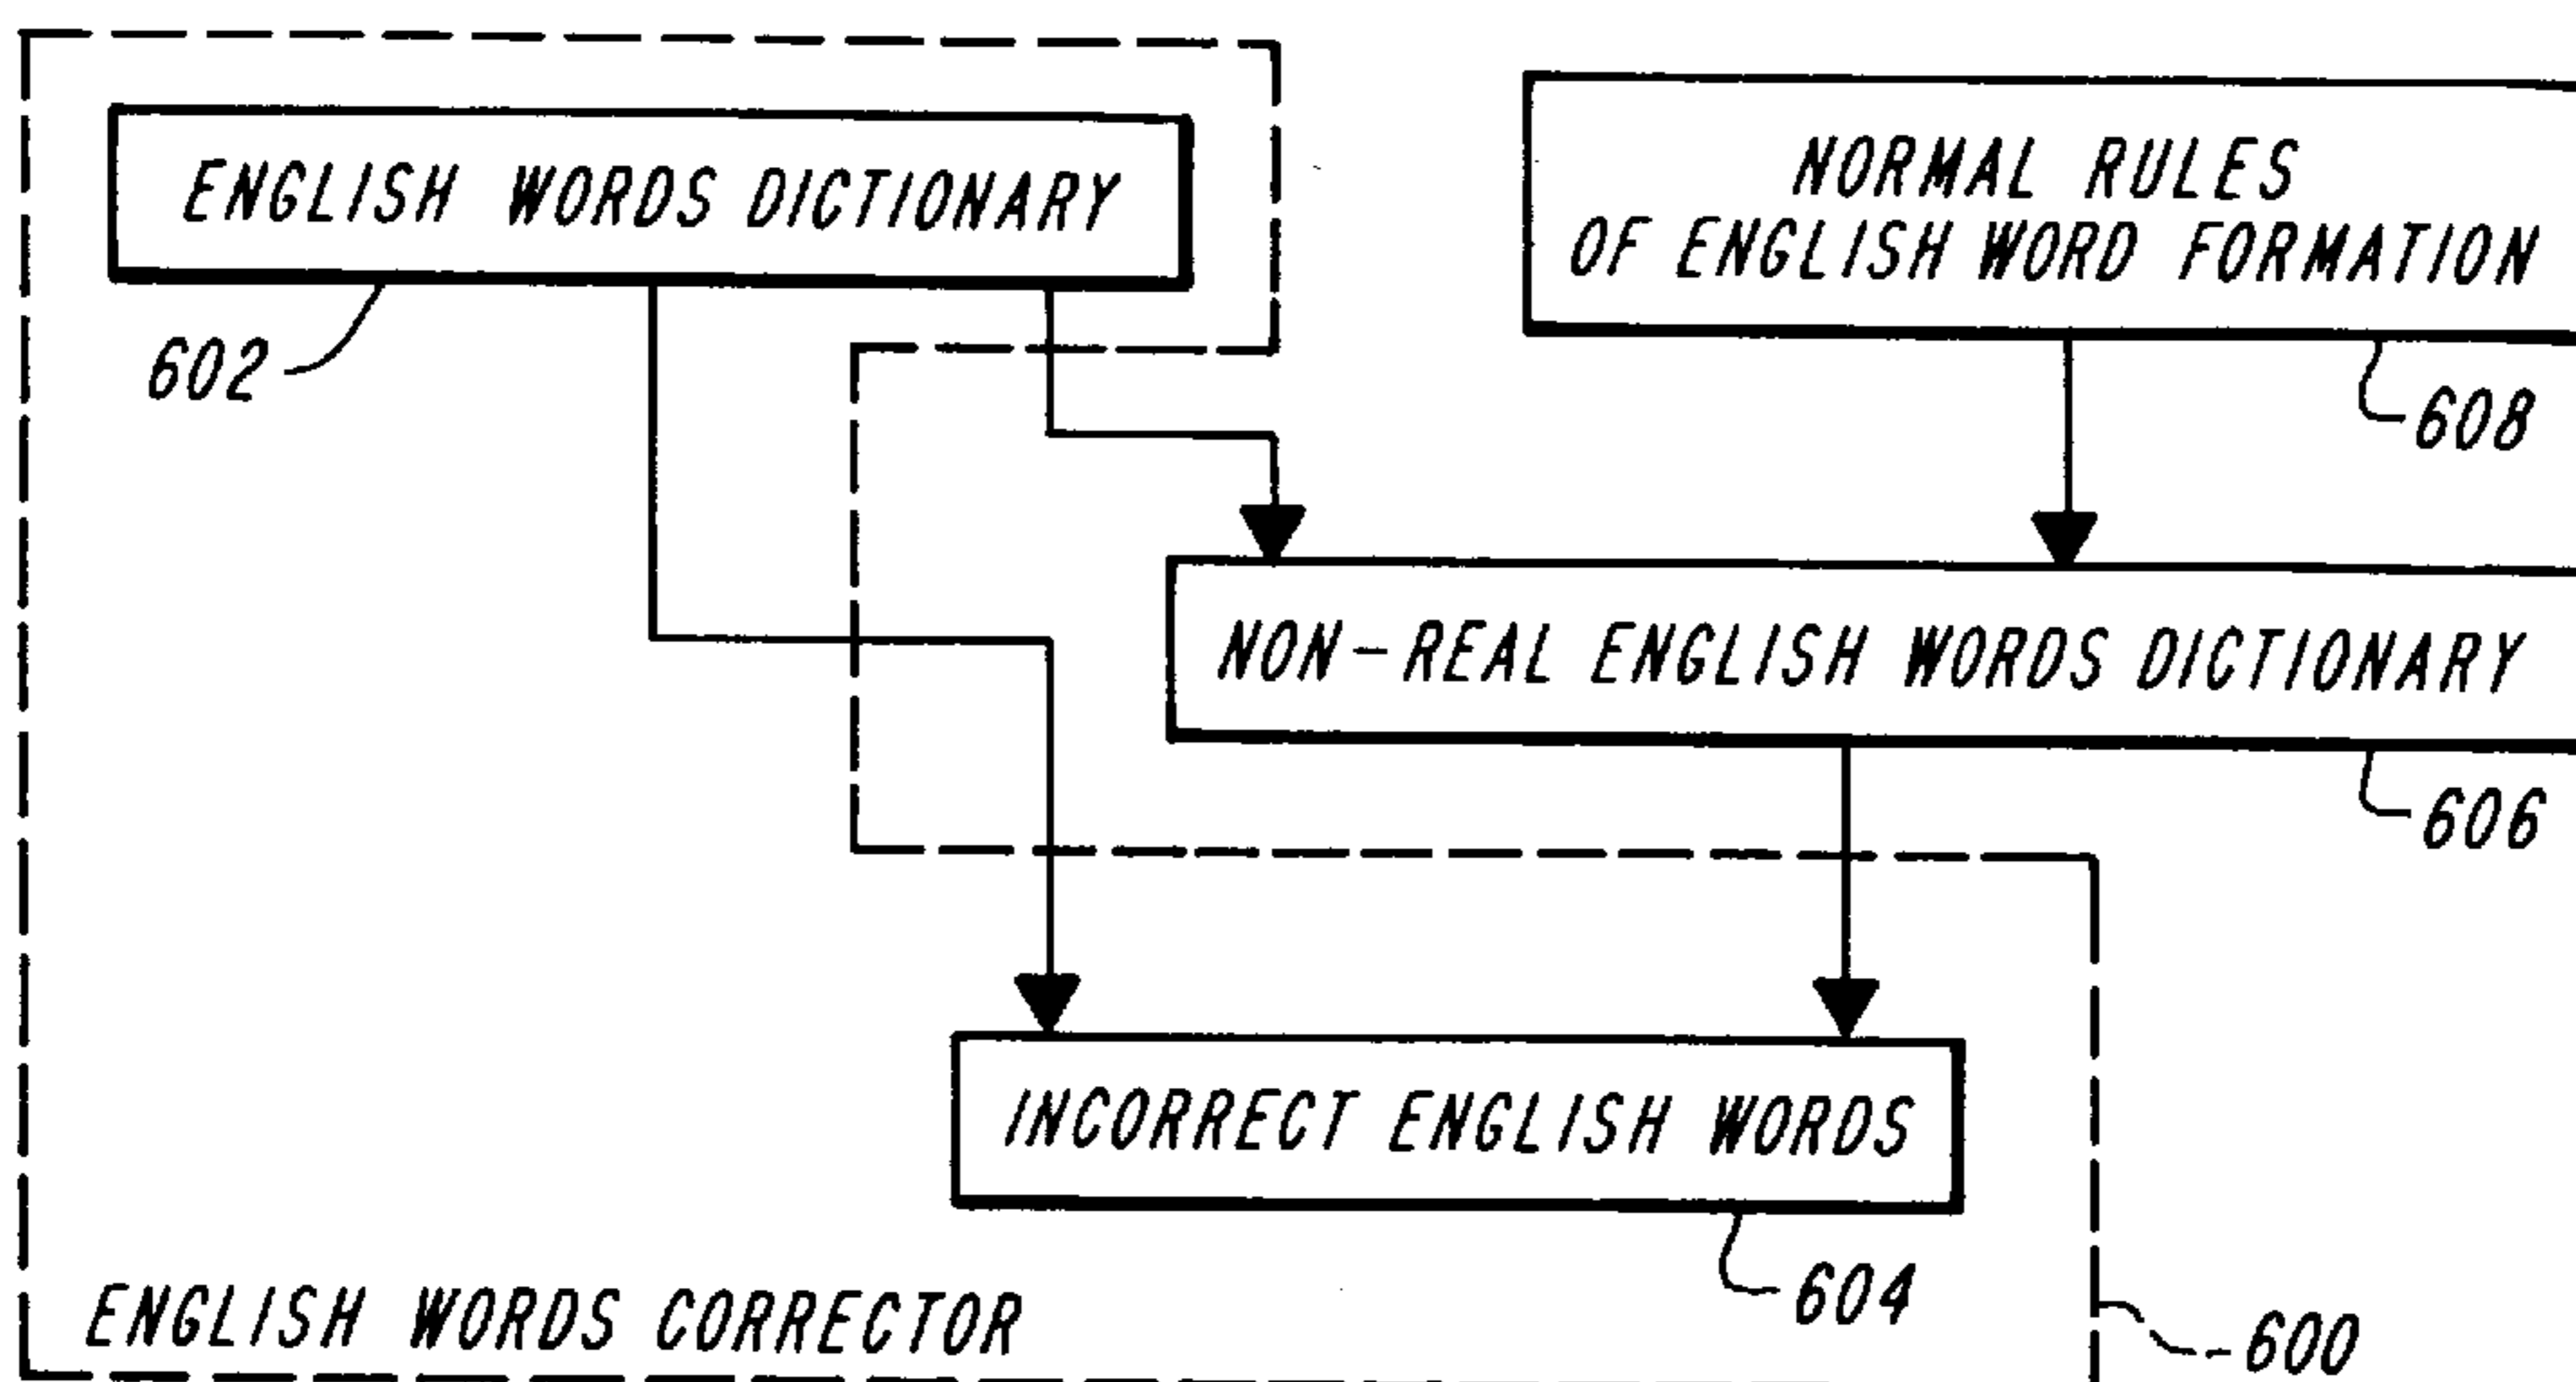 ENGLISH WORDS DICTIONARY
602
NORMAL RULES
OF ENGLISH WORD FORMATION
608
NON-REAL ENGLISH WORDS DICTIONARY
606
INCORRECT ENGLISH WORDS
604
ENGLISH WORDS CORRECTOR
600